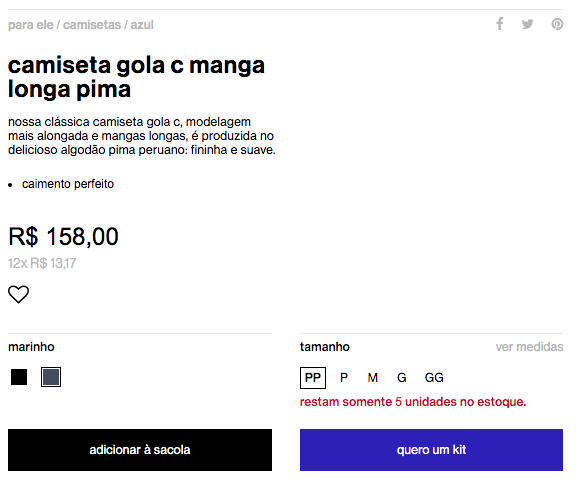 para ele / camisetas / azul
camiseta gola c manga
longa pima
nossa clássica camiseta gola c, modelagem
mais alongada e mangas longas, é produzida no
delicioso algodão pima peruano: fininha e suave.
• caimento perfeito
R$ 158,00
12x R$ 13,17
marinho
tamanho
ver medidas
PP P M G GG
restam somente 5 unidades no estoque.
adicionar à sacola
quero um kit